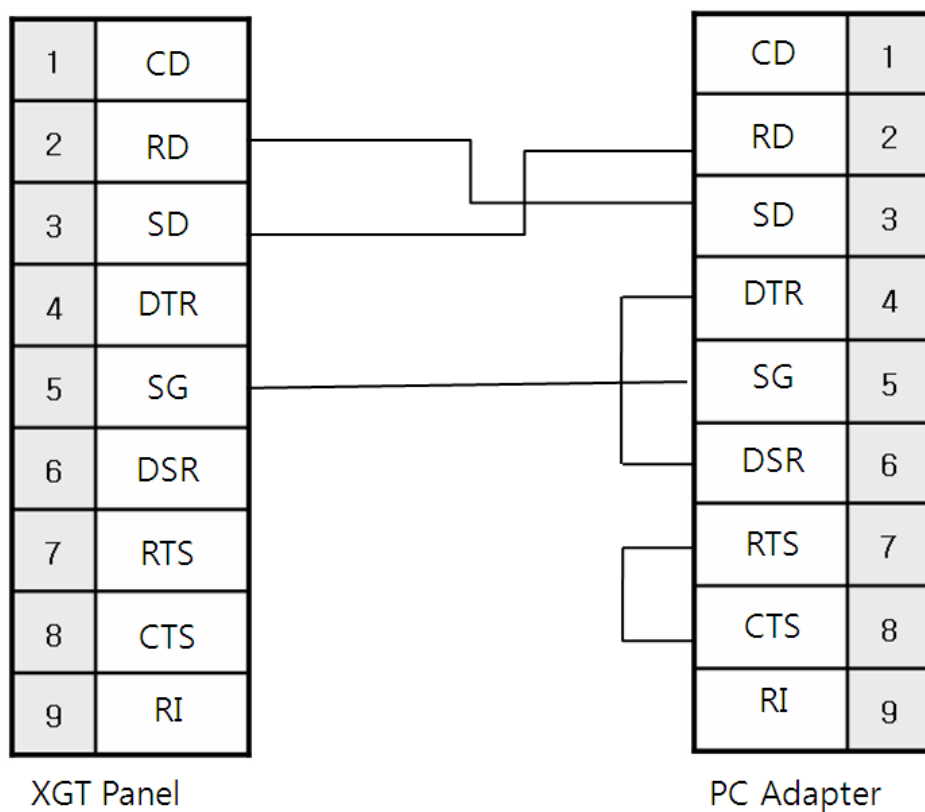 1 CD
2 RD
3 SD
4 DTR
5 SG
6 DSR
7 RTS
8 CTS
9 RI
XGT Panel
CD 1
RD 2
SD 3
DTR 4
SG 5
DSR 6
RTS 7
CTS 8
RI 9
PC Adapter